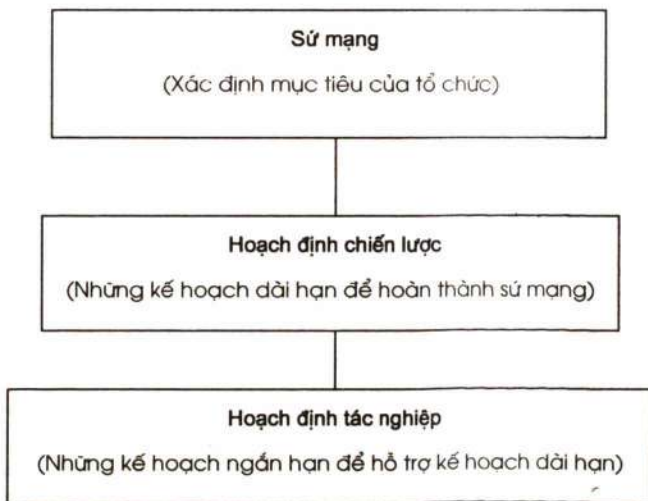 Sứ mạng
(Xác định mục tiêu của tổ chức)
Hoạch định chiến lược
(Những kế hoạch dài hạn để hoàn thành sứ mạng)
Hoạch định tác nghiệp
(Những kế hoạch ngắn hạn để hỗ trợ kế hoạch dài hạn)